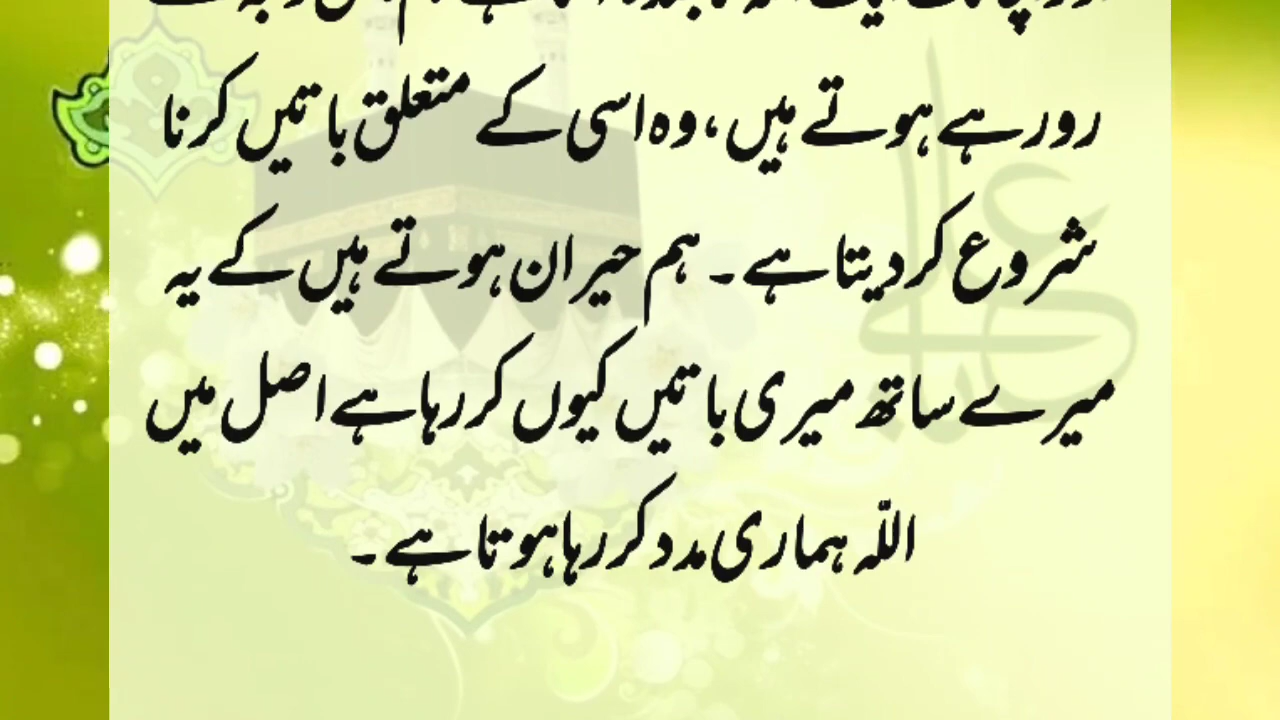 رو رہے ہوتے ہیں، وہ اسی کے متعلق باتیں کرنا
شروع کر دیتا ہے۔ ہم حیران ہوتے ہیں کے یہ
میرے ساتھ میری باتیں کیوں کر رہا ہے اصل میں
اللّٰہ ہماری مدد کر رہا ہوتا ہے۔